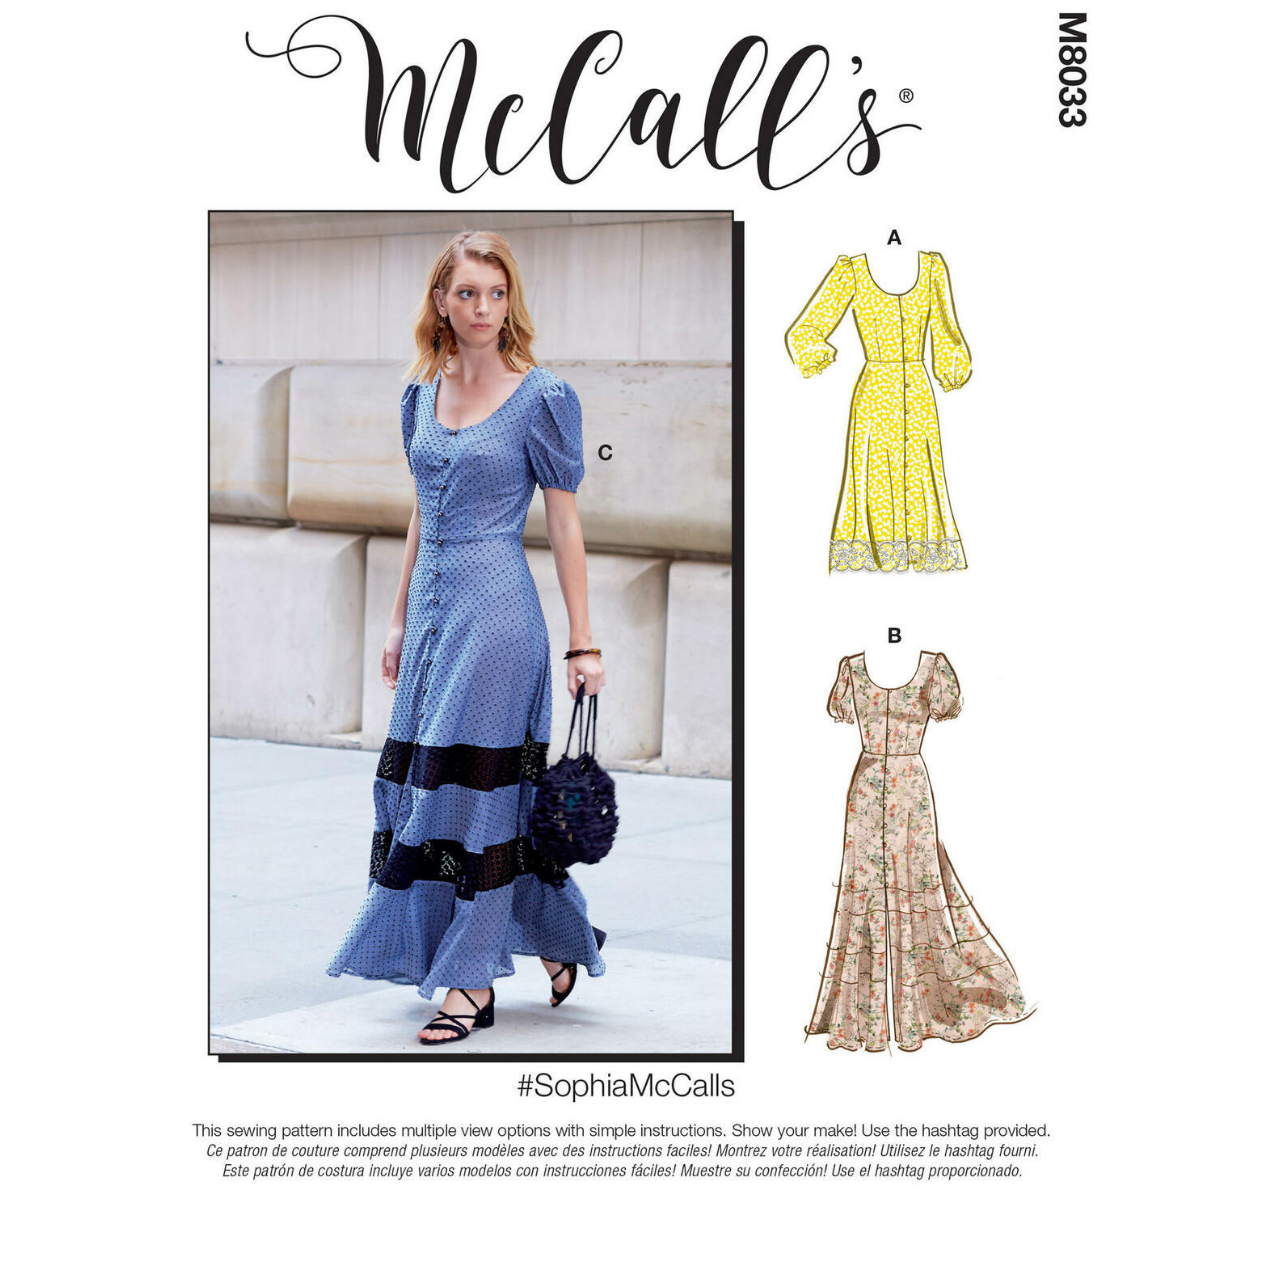 McCall's®
M8033
A
C
B
#SophiaMcCalls
This sewing pattern includes multiple view options with simple instructions. Show your make! Use the hashtag provided.
Ce patron de couture comprend plusieurs modèles avec des instructions faciles! Montrez votre réalisation! Utilisez le hashtag fourni.
Este patrón de costura incluye varios modelos con instrucciones fáciles! Muestre su confección! Use el hashtag proporcionado.